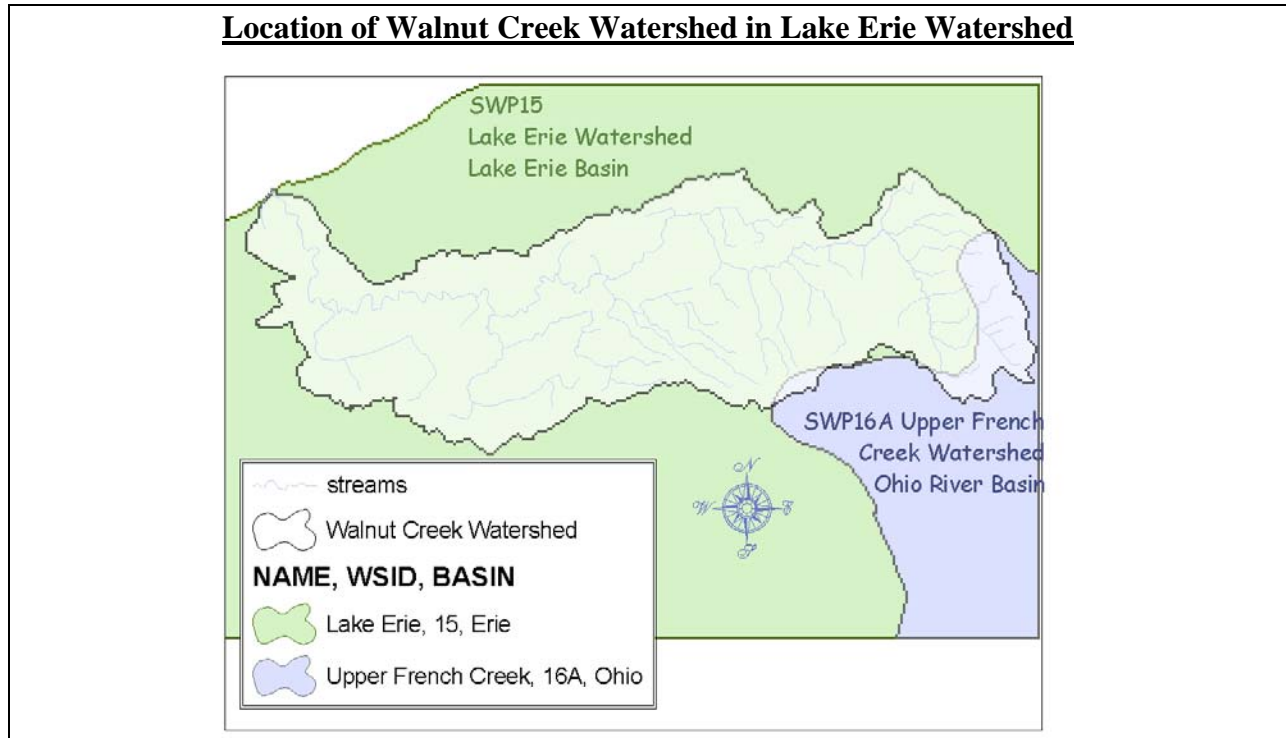 Location of Walnut Creek Watershed in Lake Erie Watershed
SWP15
Lake Erie Watershed
Lake Erie Basin
SWP16A Upper French
Creek Watershed
Ohio River Basin
N
W
E
S
streams
Walnut Creek Watershed
NAME, WSID, BASIN
Lake Erie, 15, Erie
Upper French Creek, 16A, Ohio